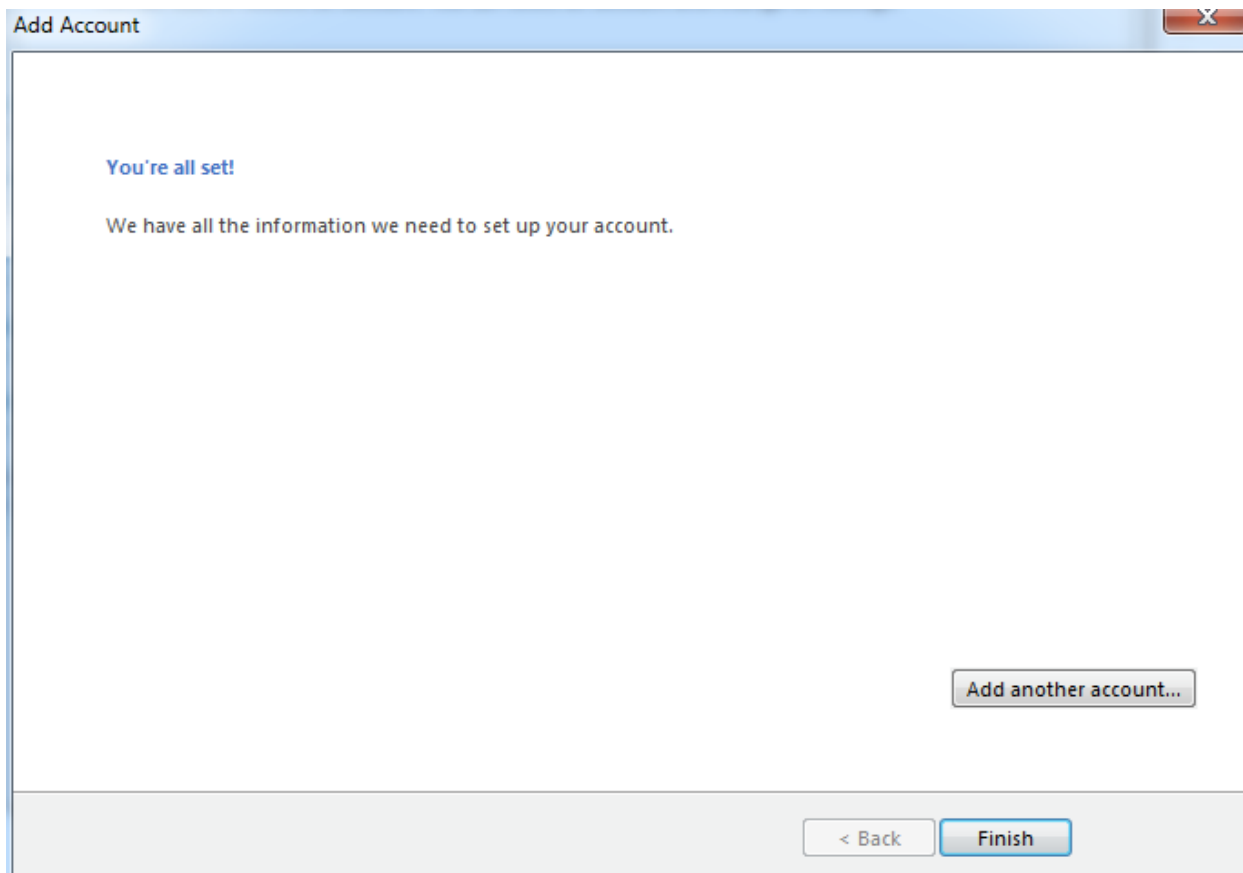 Add Account
X
You're all set!
We have all the information we need to set up your account.
Add another account...
< Back
Finish